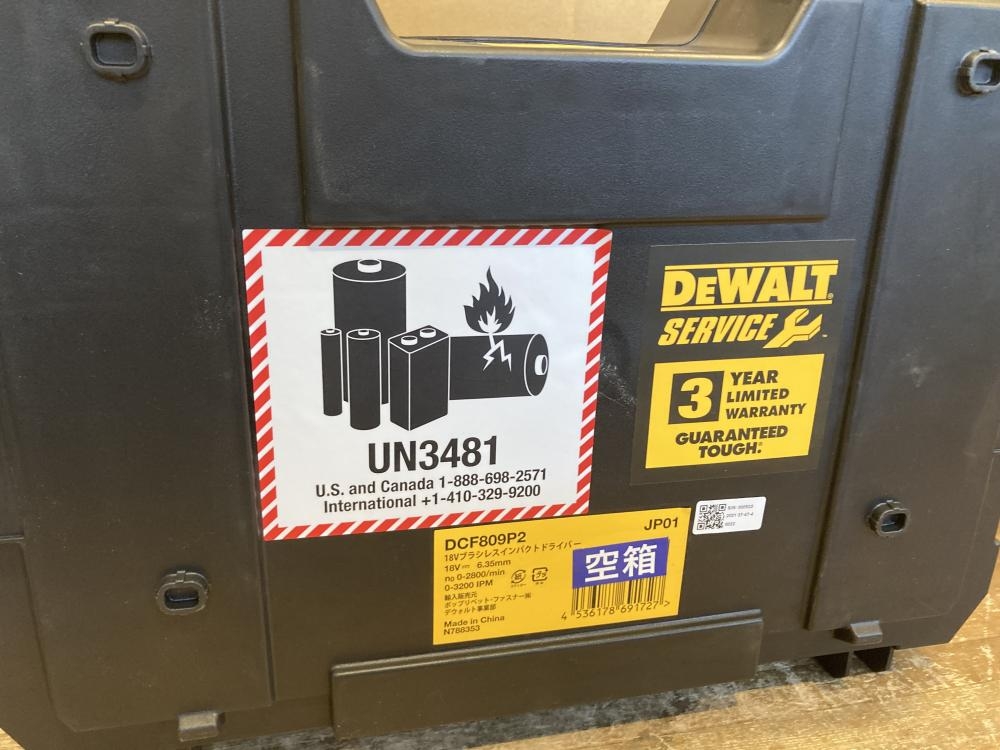 UN3481
U.S. and Canada 1-888-698-2571
International +1-410-329-9200
DEWALT
SERVICE
3 YEAR
LIMITED
WARRANTY
GUARANTEED
TOUGH.
DCF809P2
JP01
18Vブラシレスインパクトドライバー
18V 6.35mm
n₀ 0-2800/min
0-3200 IPM
輸入販売元
ポップリベット・ファスナー㈱
デウォルト事業部
Made in China
N788353
空箱
4 536178 691727 >